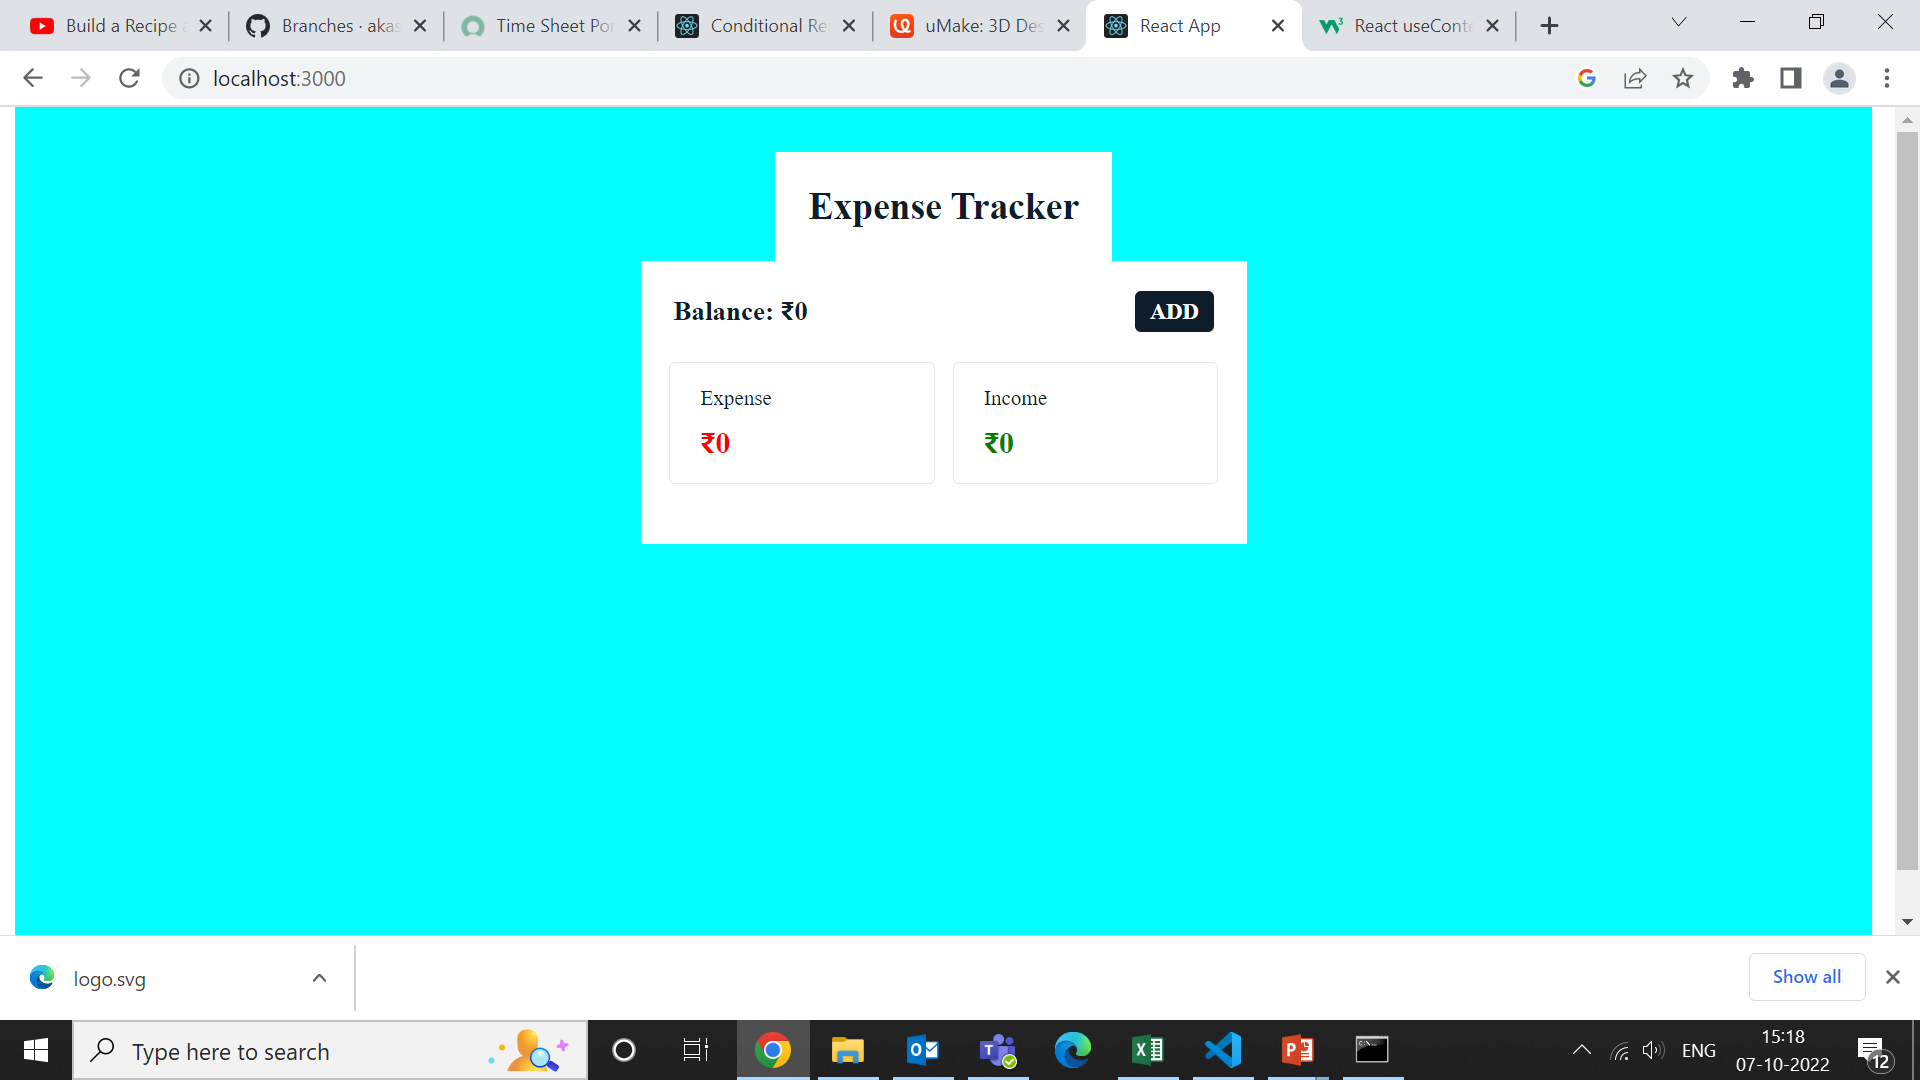 Build a Recipe
Branches · akas
Time Sheet Por
Conditional Re
uMake: 3D Des
React App
React useConte
localhost:3000
Expense Tracker
Balance: ₹0
ADD
Expense
Income
₹0
₹0
logo.svg
Show all
Type here to search
ENG
15:18
07-10-2022
12